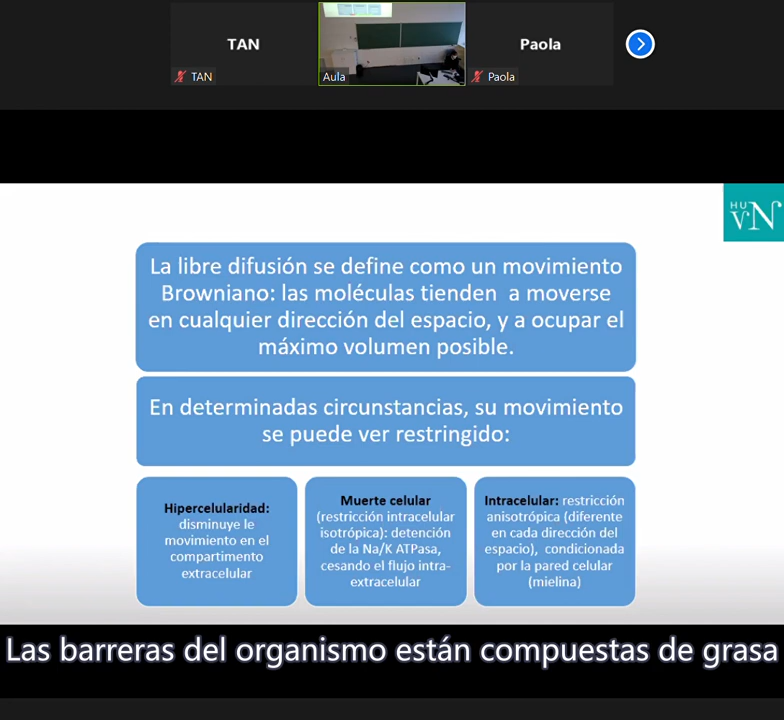 TAN
Paola
TAN
Aula
Paola
HU
VN
La libre difusión se define como un movimiento
Browniano: las moléculas tienden a moverse
en cualquier dirección del espacio, y a ocupar el
máximo volumen posible.
En determinadas circunstancias, su movimiento
se puede ver restringido:
Hipercelularidad:
disminuye le
movimiento en el
compartimento
extracelular
Muerte celular
(restricción intracelular
isotrópica): detención
de la Na/K ATPasa,
cesando el flujo intra-
extracelular
Intracelular: restricción
anisotrópica (diferente
en cada dirección del
espacio), condicionada
por la pared celular
(mielina)
Las barreras del organismo están compuestas de grasa